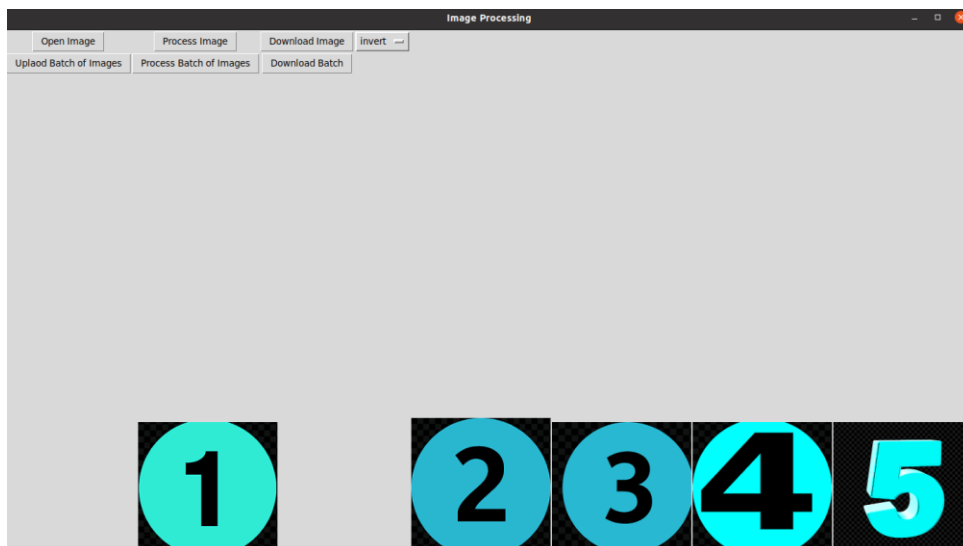 Image Processing
Open Image Process Image Download Image invert
Uplaod Batch of Images Process Batch of Images Download Batch
1 2 3 4 5